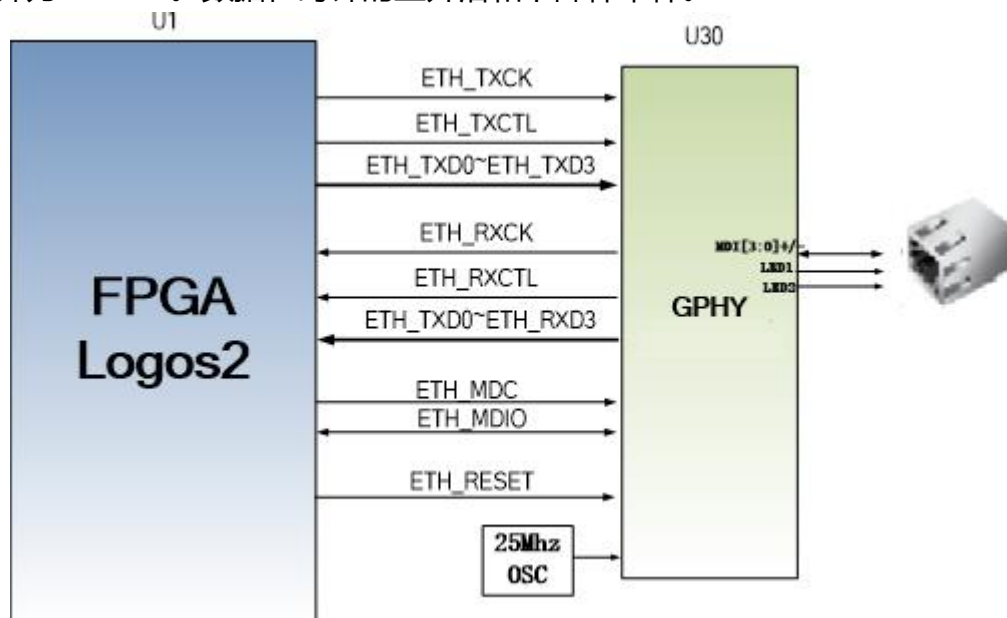 U1
U30
ETH_TXCK
ETH_TXCTL
ETH_TXD0~ETH_TXD3
ETH_RXCK
ETH_RXCTL
ETH_TXD0~ETH_RXD3
ETH_MDC
ETH_MDIO
ETH_RESET
FPGA
Logos2
MDI[3:0]+/-
LED1
LED2
GPHY
25Mhz
OSC